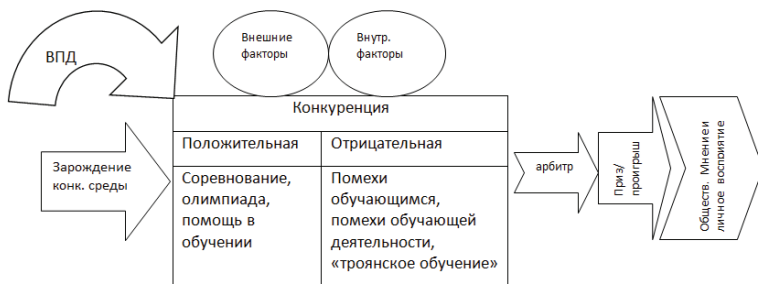 ВПД
Внешние
факторы
Внутр.
факторы
Зарождение
конк. среды
Конкуренция
Положительная
Отрицательная
Соревнование,
олимпиада,
помощь в
обучении
Помехи
обучающимся,
помехи обучающей
деятельности,
«троянское обучение»
арбитр
Приз/
проигрыш
Обществ. Мнениеи
личное восприятие